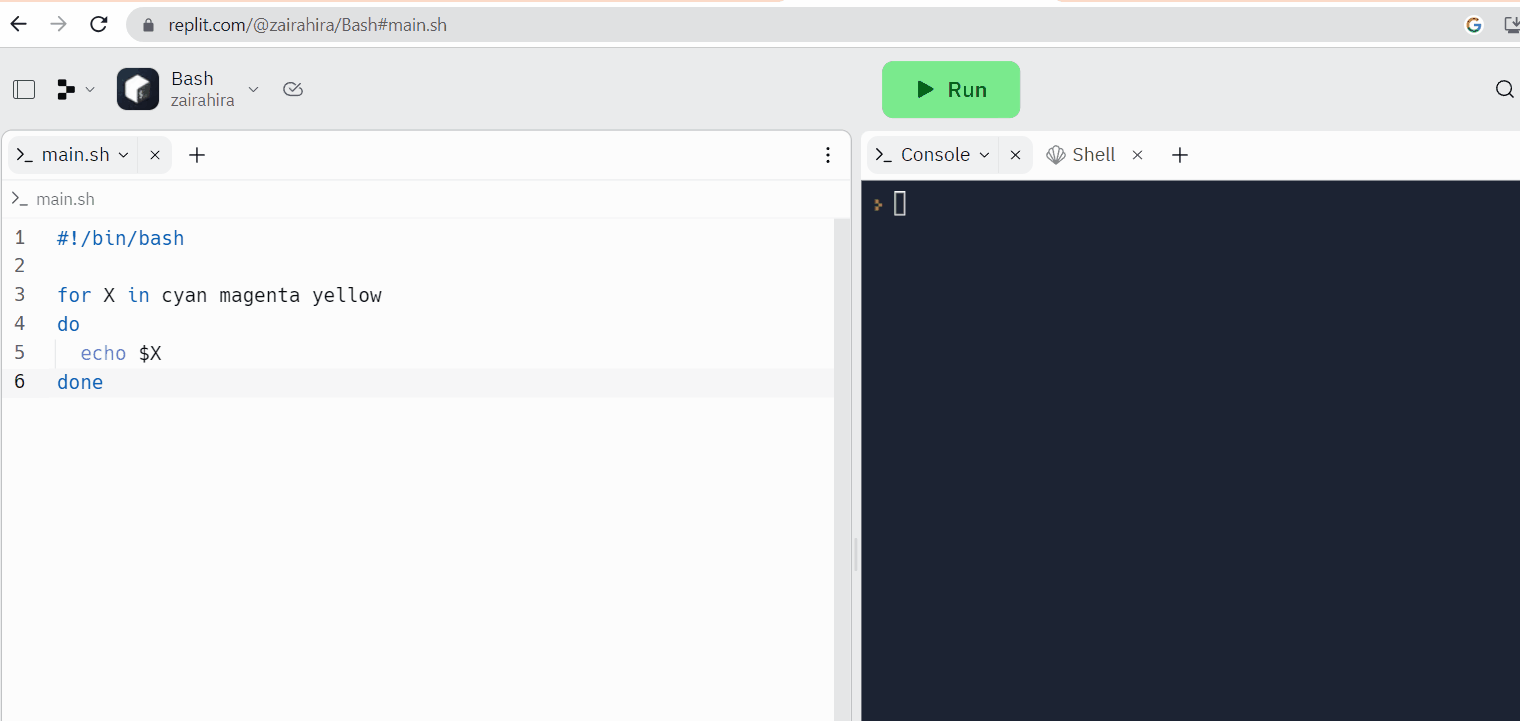 replit.com/@zairahira/Bash#main.sh
Bash
zairahira
Run
main.sh
Console
Shell
main.sh
1 #!/bin/bash
2
3 for X in cyan magenta yellow
4 do
5 echo $X
6 done